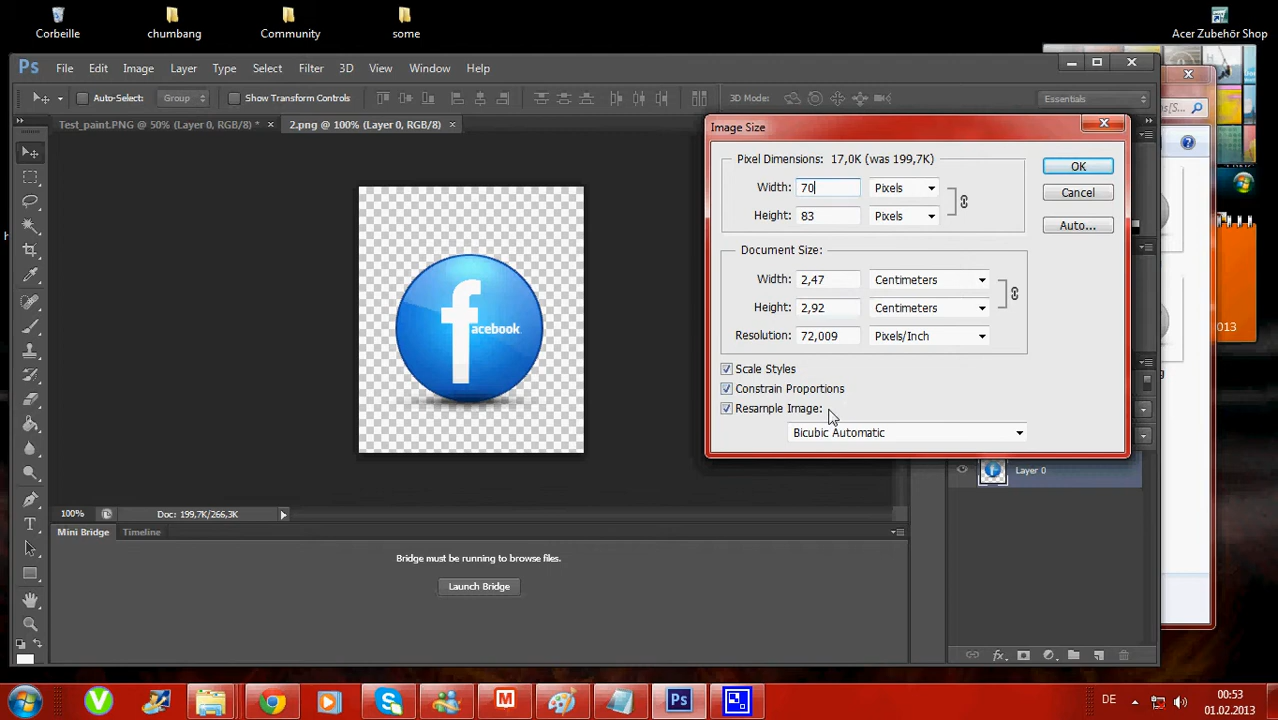 Corbeille
chumbang
Community
some
Acer Zubehör Shop
Ps File Edit Image Layer Type Select Filter 3D View Window Help
Auto-Select: Group Show Transform Controls 3D Mode: Essentials
Test_paint.PNG @ 50% (Layer 0, RGB/8) * × 2.png @ 100% (Layer 0, RGB/8) ×
Image Size
Pixel Dimensions: 17,0K (was 199,7K)
Width: 70 Pixels
Height: 83 Pixels
OK
Cancel
Auto...
Document Size:
Width: 2,47 Centimeters
Height: 2,92 Centimeters
Resolution: 72,009 Pixels/Inch
Scale Styles
Constrain Proportions
Resample Image:
Bicubic Automatic
facebook
Layer 0
100% Doc: 199,7K/266,3K
Mini Bridge Timeline
Bridge must be running to browse files.
Launch Bridge
fx
DE
00:53
01.02.2013